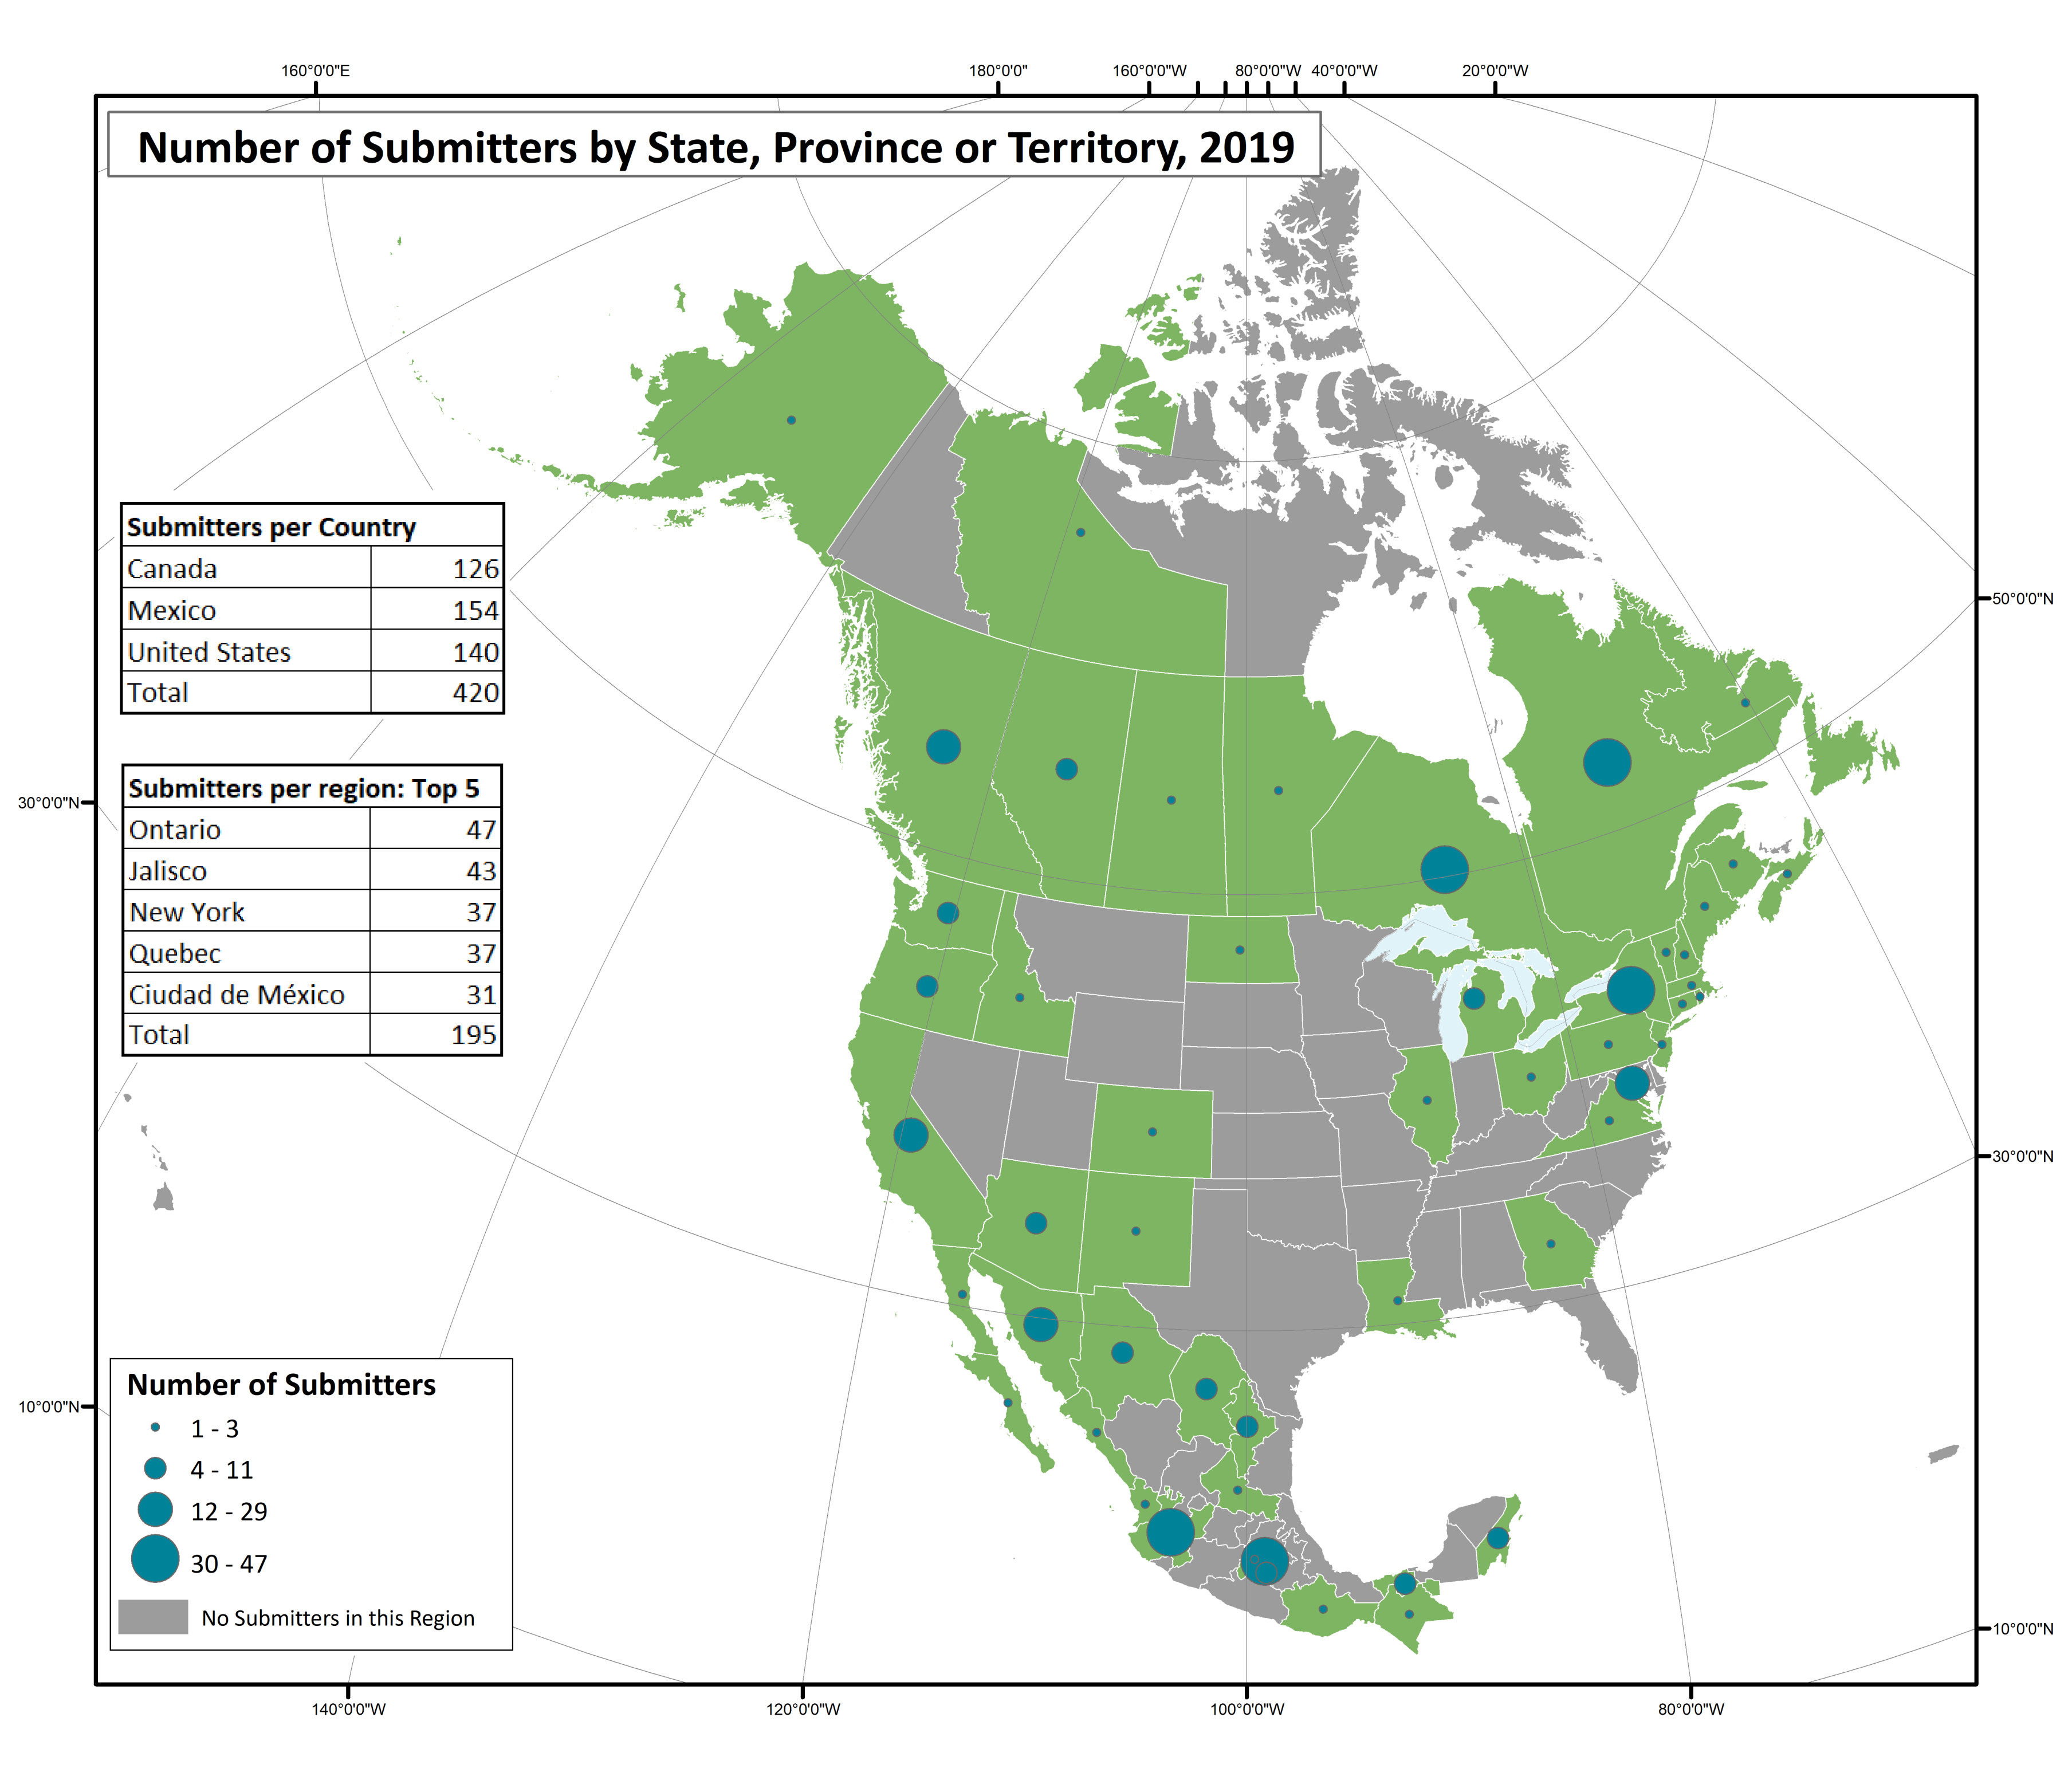 160°0'0"E
180°0'0"
160°0'0"W
80°0'0"W
40°0'0"W
20°0'0"W
Number of Submitters by State, Province or Territory, 2019
Submitters per Country
Canada 126
Mexico 154
United States 140
Total 420
50°0'0"N
Submitters per region: Top 5
30°0'0"N
Ontario 47
Jalisco 43
New York 37
Quebec 37
Ciudad de México 31
Total 195
30°0'0"N
Number of Submitters
10°0'0"N
1 - 3
4 - 11
12 - 29
30 - 47
No Submitters in this Region
10°0'0"N
140°0'0"W
120°0'0"W
100°0'0"W
80°0'0"W